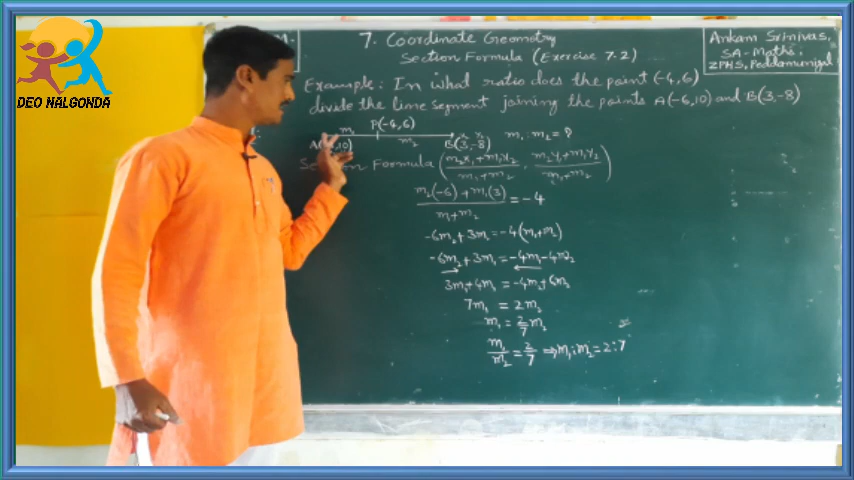 DEO NALGONDA
7. Coordinate Geometry
Section Formula (Exercise 7.2)
Ankam Srinivas,
SA-Maths,
ZPHS, Peddamunigal
Example: In what ratio does the point (-4,6)
divide the line segment joining the points A(-6,10) and B(3,-8)
P(-4,6)
m₁ m₂ m₁:m₂=?
x₂ y₂
B(3,-8)
Formula (m₂x₁+m₁x₂/m₁+m₂, m₂y₁+m₁y₂/m₁+m₂)
m₂(-6)+m₁(3)/m₁+m₂ = -4
-6m₂+3m₁=-4(m₁+m₂)
-6m₂+3m₁=-4m₁-4m₂
3m₁+4m₁=-4m₂+6m₂
7m₁ = 2m₂
m₁ = 2/7 m₂
m₁/m₂ = 2/7 ⇒ m₁:m₂=2:7